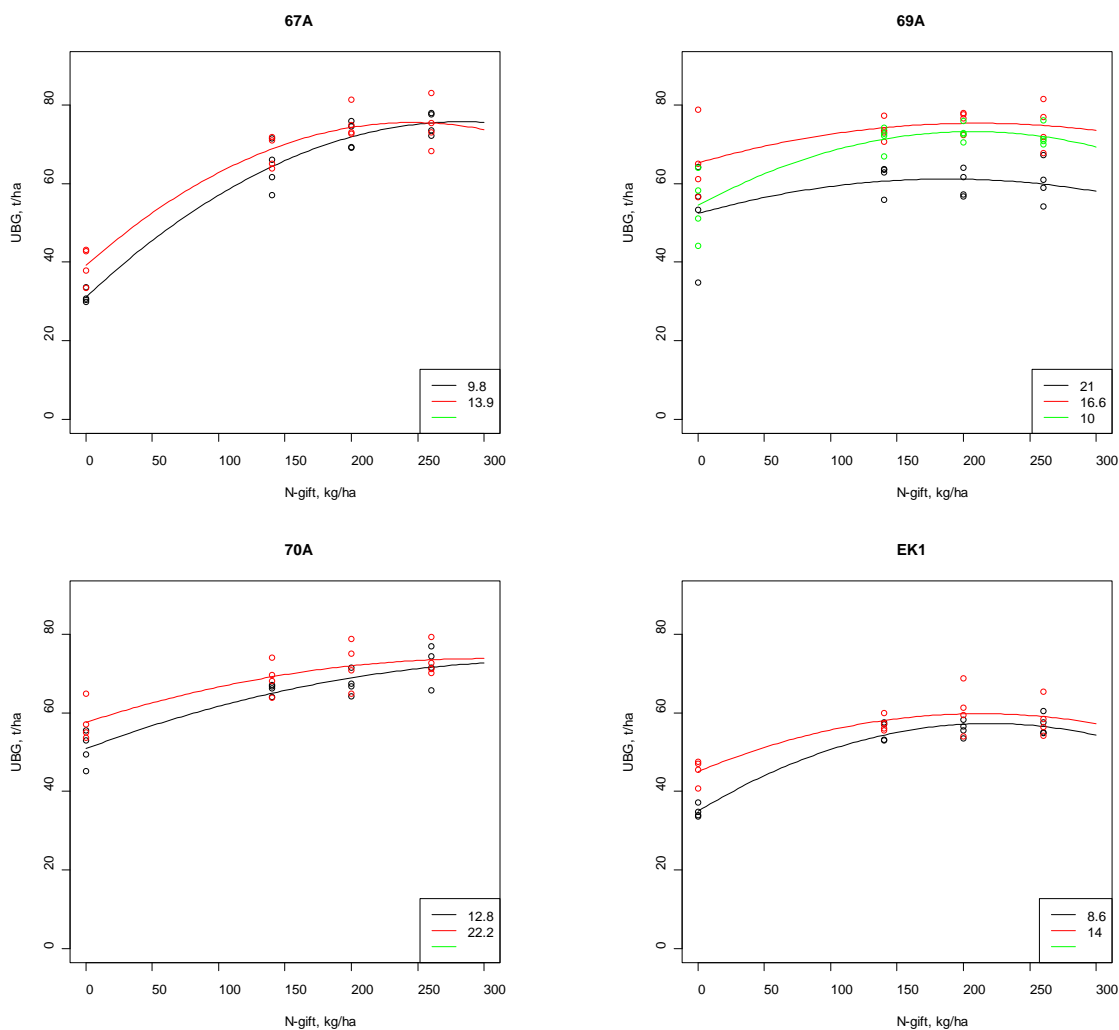 67A
UBG, t/ha
0 20 40 60 80
9.8
13.9
0 50 100 150 200 250 300
N-gift, kg/ha
69A
UBG, t/ha
0 20 40 60 80
21
16.6
10
0 50 100 150 200 250 300
N-gift, kg/ha
70A
UBG, t/ha
0 20 40 60 80
12.8
22.2
0 50 100 150 200 250 300
N-gift, kg/ha
EK1
UBG, t/ha
0 20 40 60 80
8.6
14
0 50 100 150 200 250 300
N-gift, kg/ha